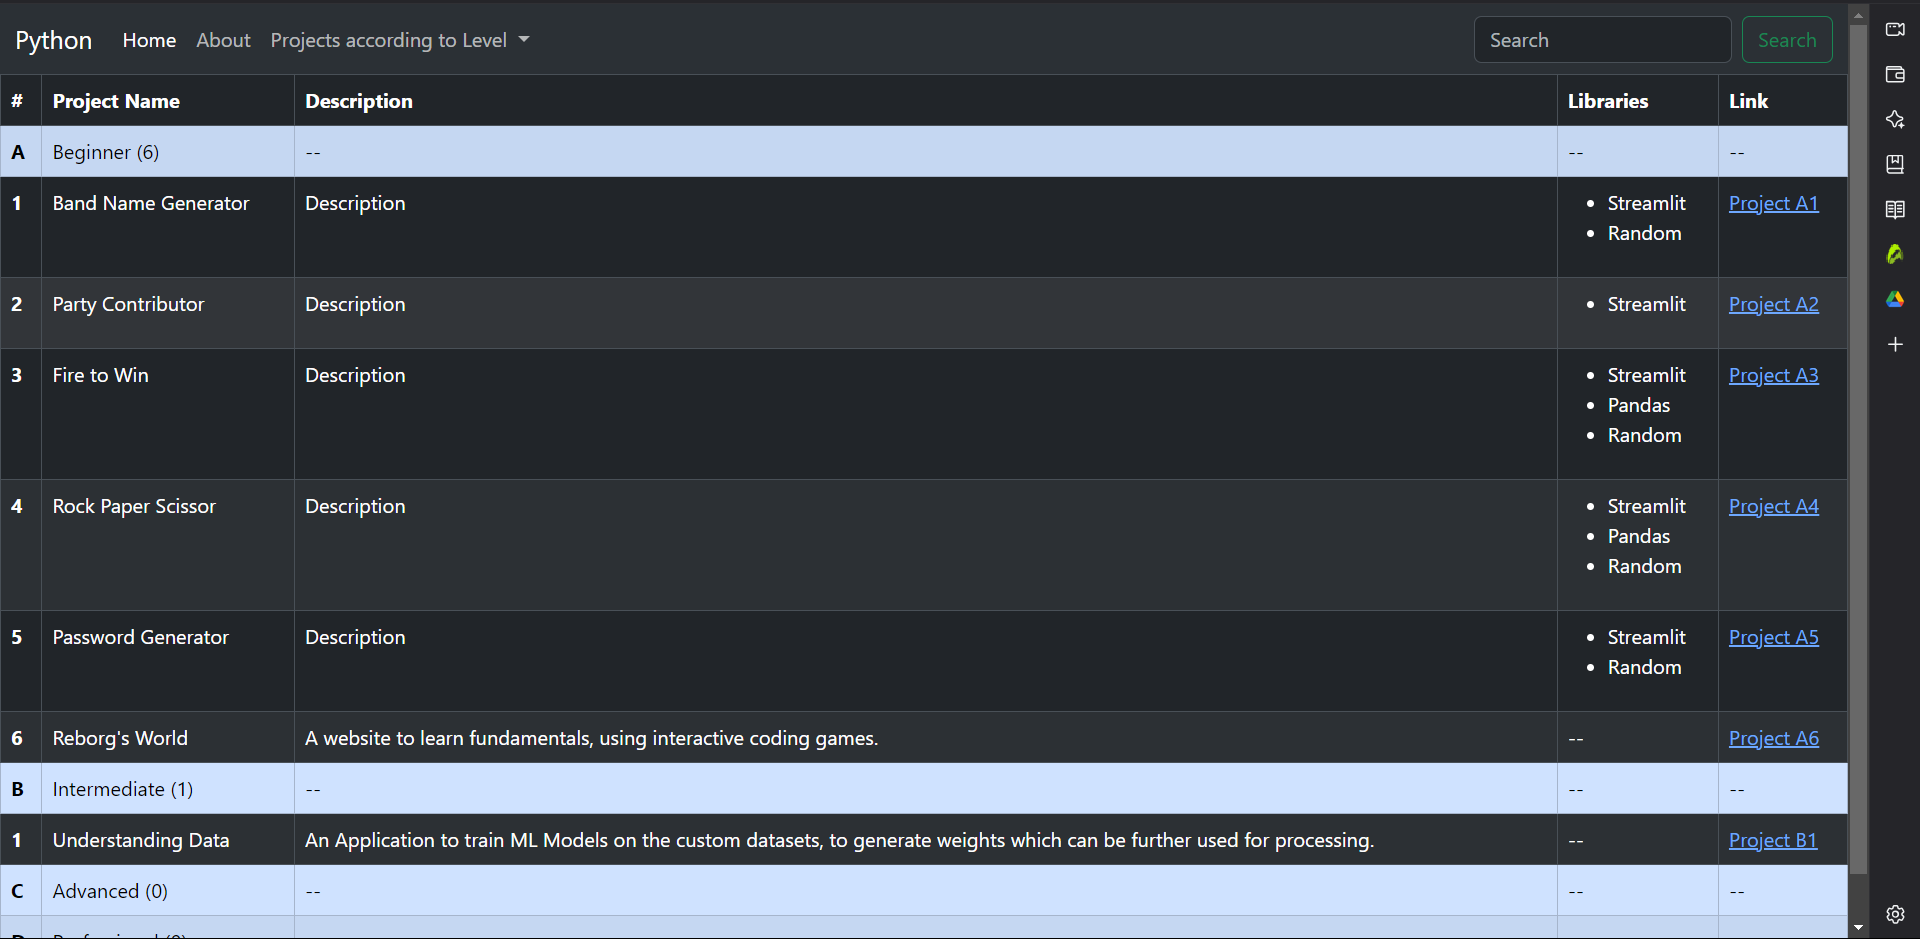 Python Home About Projects according to Level Search Search
# Project Name Description Libraries Link
A Beginner (6) -- -- --
1 Band Name Generator Description Streamlit Project A1
Random
2 Party Contributor Description Streamlit Project A2
3 Fire to Win Description Streamlit Project A3
Pandas
Random
4 Rock Paper Scissor Description Streamlit Project A4
Pandas
Random
5 Password Generator Description Streamlit Project A5
Random
6 Reborg's World A website to learn fundamentals, using interactive coding games. -- Project A6
B Intermediate (1) -- -- --
1 Understanding Data An Application to train ML Models on the custom datasets, to generate weights which can be further used for processing. -- Project B1
C Advanced (0) -- -- --